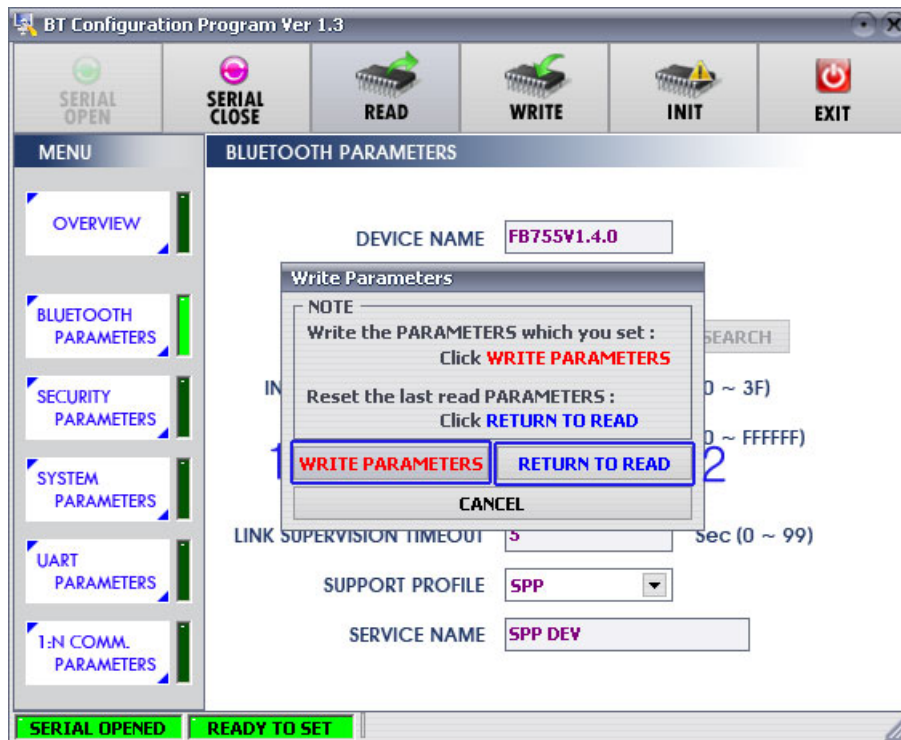 BT Configuration Program Ver 1.3
SERIAL OPEN
SERIAL CLOSE
READ
WRITE
INIT
EXIT
MENU
BLUETOOTH PARAMETERS
OVERVIEW
BLUETOOTH
PARAMETERS
SECURITY
PARAMETERS
SYSTEM
PARAMETERS
UART
PARAMETERS
1:N COMM.
PARAMETERS
DEVICE NAME FB755V1.4.0
SEARCH
Write Parameters
NOTE
Write the PARAMETERS which you set :
Click WRITE PARAMETERS
Reset the last read PARAMETERS :
Click RETURN TO READ
1 WRITE PARAMETERS RETURN TO READ 2
CANCEL
~ 3F)
~ FFFFFF)
LINK SUPERVISION TIMEOUT 5 Sec (0 ~ 99)
SUPPORT PROFILE SPP
SERVICE NAME SPP DEV
SERIAL OPENED READY TO SET